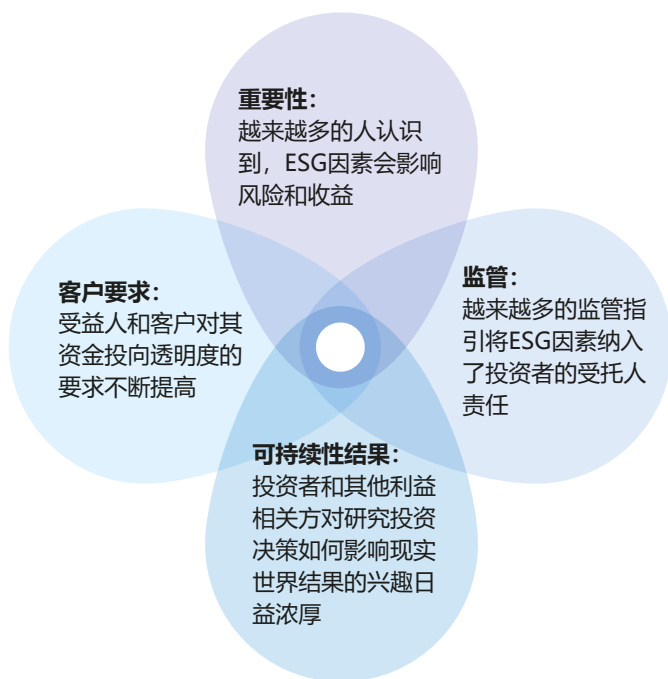 重要性：
越来越多的人认识
到，ESG因素会影响
风险和收益
客户要求：
受益人和客户对其
资金投向透明度的
要求不断提高
监管：
越来越多的监管指
引将ESG因素纳入
了投资者的受托人
责任
可持续性结果：
投资者和其他利益
相关方对研究投资
决策如何影响现实
世界结果的兴趣日
益浓厚